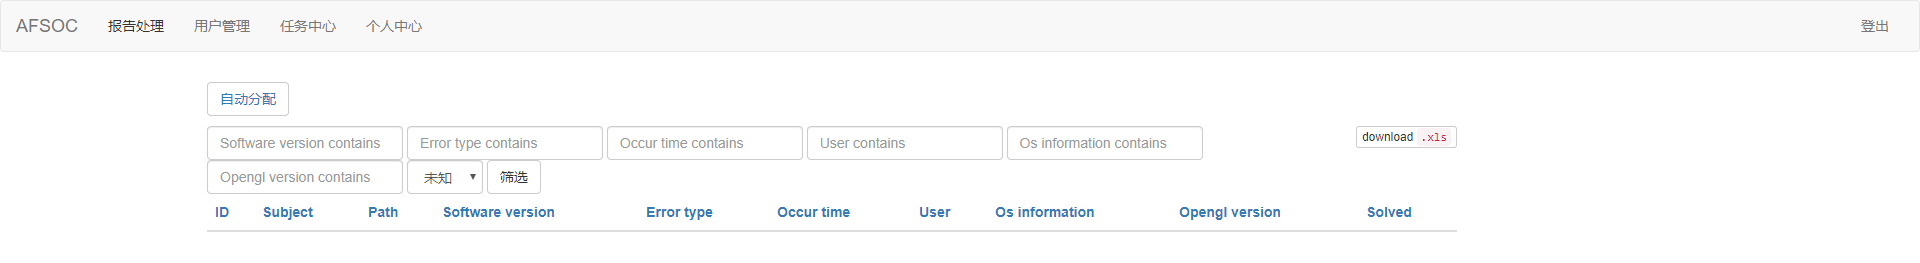 AFSOC 报告处理 用户管理 任务中心 个人中心 登出
自动分配
Software version contains Error type contains Occur time contains User contains Os information contains download .xls
Opengl version contains 未知 筛选
ID Subject Path Software version Error type Occur time User Os information Opengl version Solved